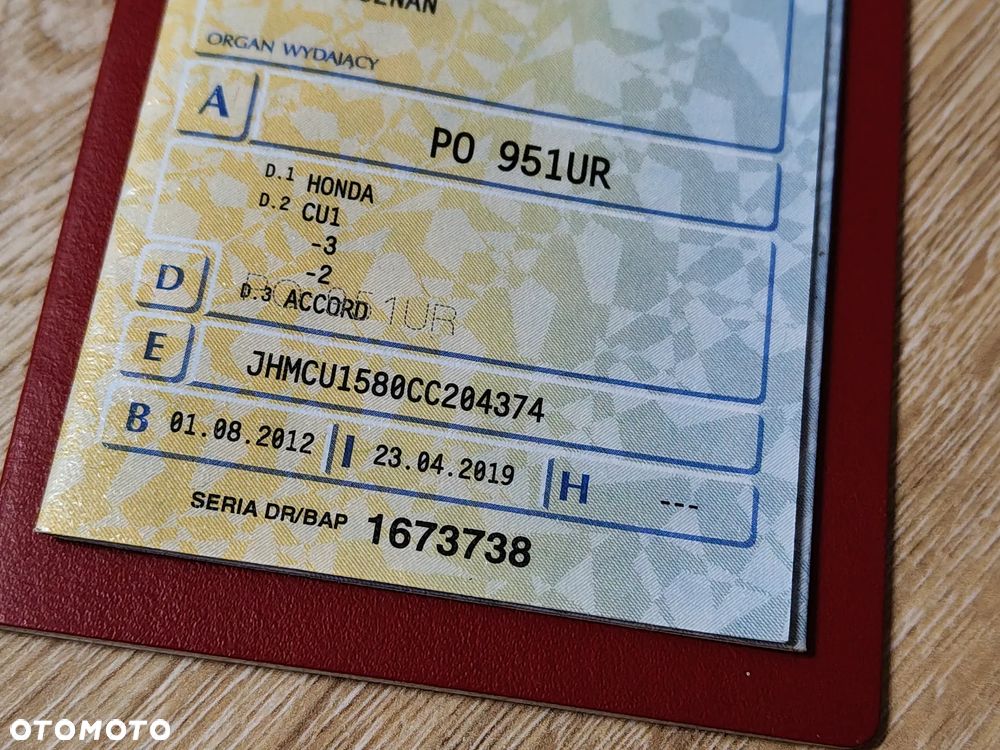 ORGAN WYDAJĄCY
A
PO 951UR
D.1 HONDA
D.2 CU1
-3
-2
D
D.3 ACCORD
E
JHMCU1580CC204374
B 01.08.2012 I 23.04.2019 H ---
SERIA DR/BAP 1673738
OTOMOTO